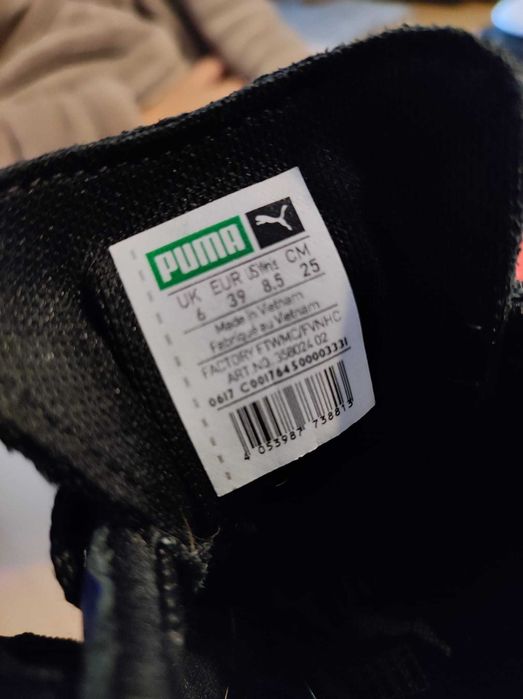 PUMA
UK EUR US Wns CM
6 39 8.5 25
Made in Vietnam
Fabriqué au Vietnam
FACTORY FTWMC/FVNHC
ART.NO. 358024 02
0617 C001764500003331
4 053987 738813